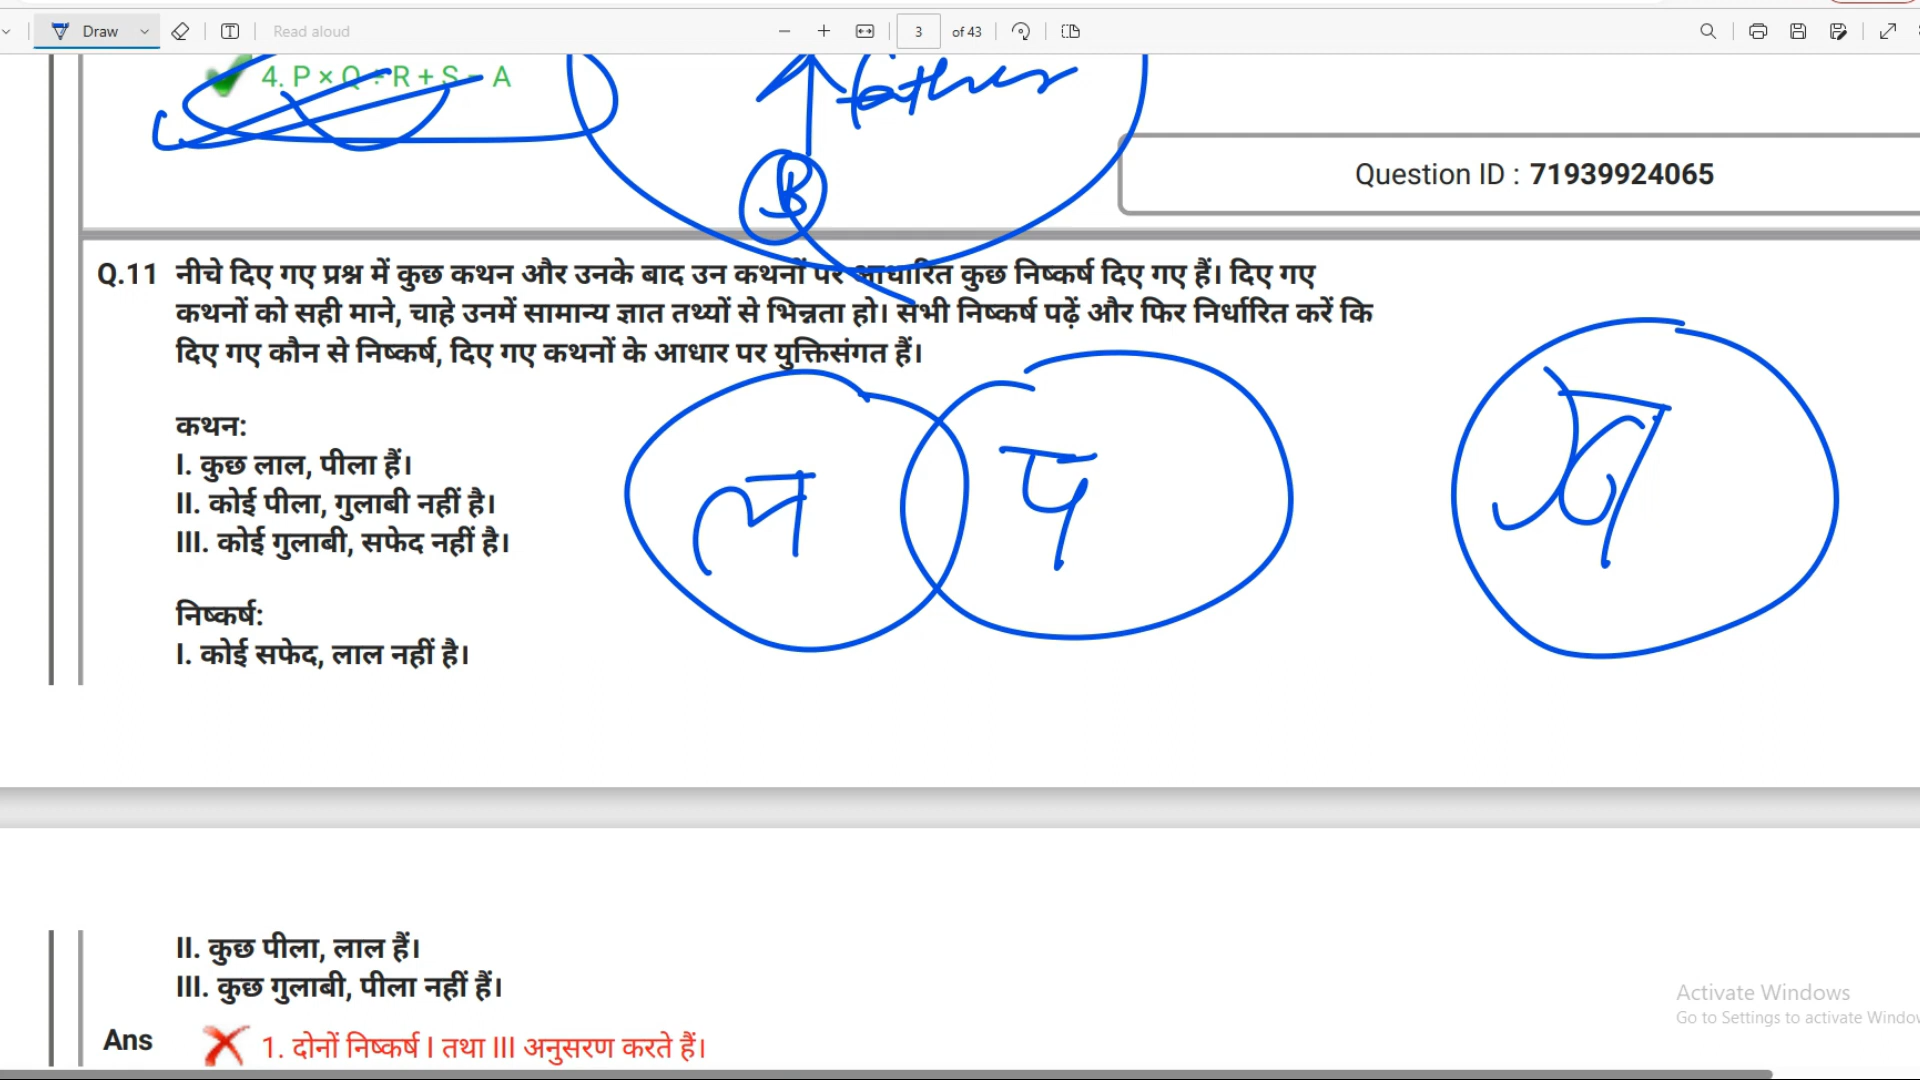 Draw
Read aloud
3 of 43
4. P × Q ÷ R + S − A
father
B
Question ID : 71939924065
Q.11 नीचे दिए गए प्रश्न में कुछ कथन और उनके बाद उन कथनों पर आधारित कुछ निष्कर्ष दिए गए हैं। दिए गए
कथनों को सही माने, चाहे उनमें सामान्य ज्ञात तथ्यों से भिन्नता हो। सभी निष्कर्ष पढ़ें और फिर निर्धारित करें कि
दिए गए कौन से निष्कर्ष, दिए गए कथनों के आधार पर युक्तिसंगत हैं।
कथन:
I. कुछ लाल, पीला हैं।
II. कोई पीला, गुलाबी नहीं है।
III. कोई गुलाबी, सफेद नहीं है।
ल
प
निष्कर्ष:
I. कोई सफेद, लाल नहीं है।
II. कुछ पीला, लाल हैं।
III. कुछ गुलाबी, पीला नहीं हैं।
Ans 1. दोनों निष्कर्ष I तथा III अनुसरण करते हैं।
Activate Windows
Go to Settings to activate